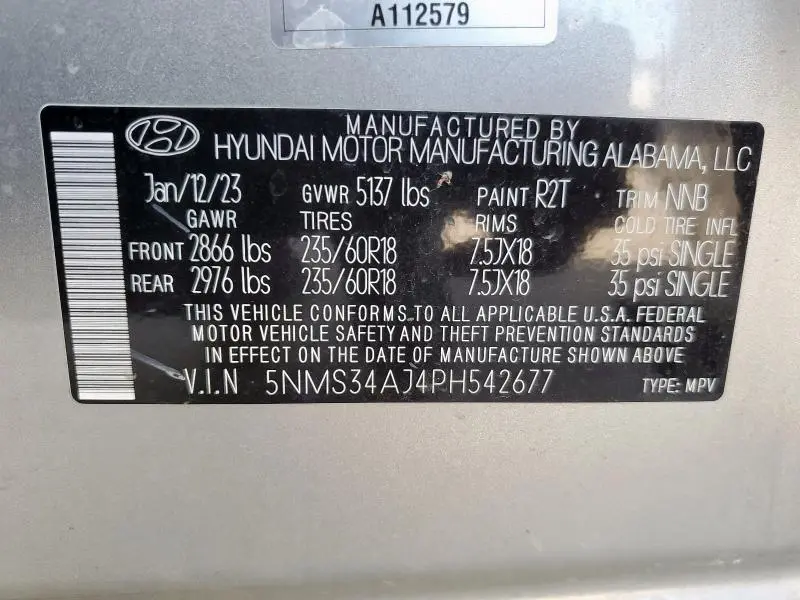 A112579
MANUFACTURED BY
HYUNDAI MOTOR MANUFACTURING ALABAMA, LLC
Jan/12/23 GVWR 5137 lbs PAINT R2T TRIM NNB
GAWR TIRES RIMS COLD TIRE INFL
FRONT 2866 lbs 235/60R18 7.5JX18 35 psi SINGLE
REAR 2976 lbs 235/60R18 7.5JX18 35 psi SINGLE
THIS VEHICLE CONFORMS TO ALL APPLICABLE U.S.A. FEDERAL
MOTOR VEHICLE SAFETY AND THEFT PREVENTION STANDARDS
IN EFFECT ON THE DATE OF MANUFACTURE SHOWN ABOVE
V.I.N 5NMS34AJ4PH542677 TYPE: MPV